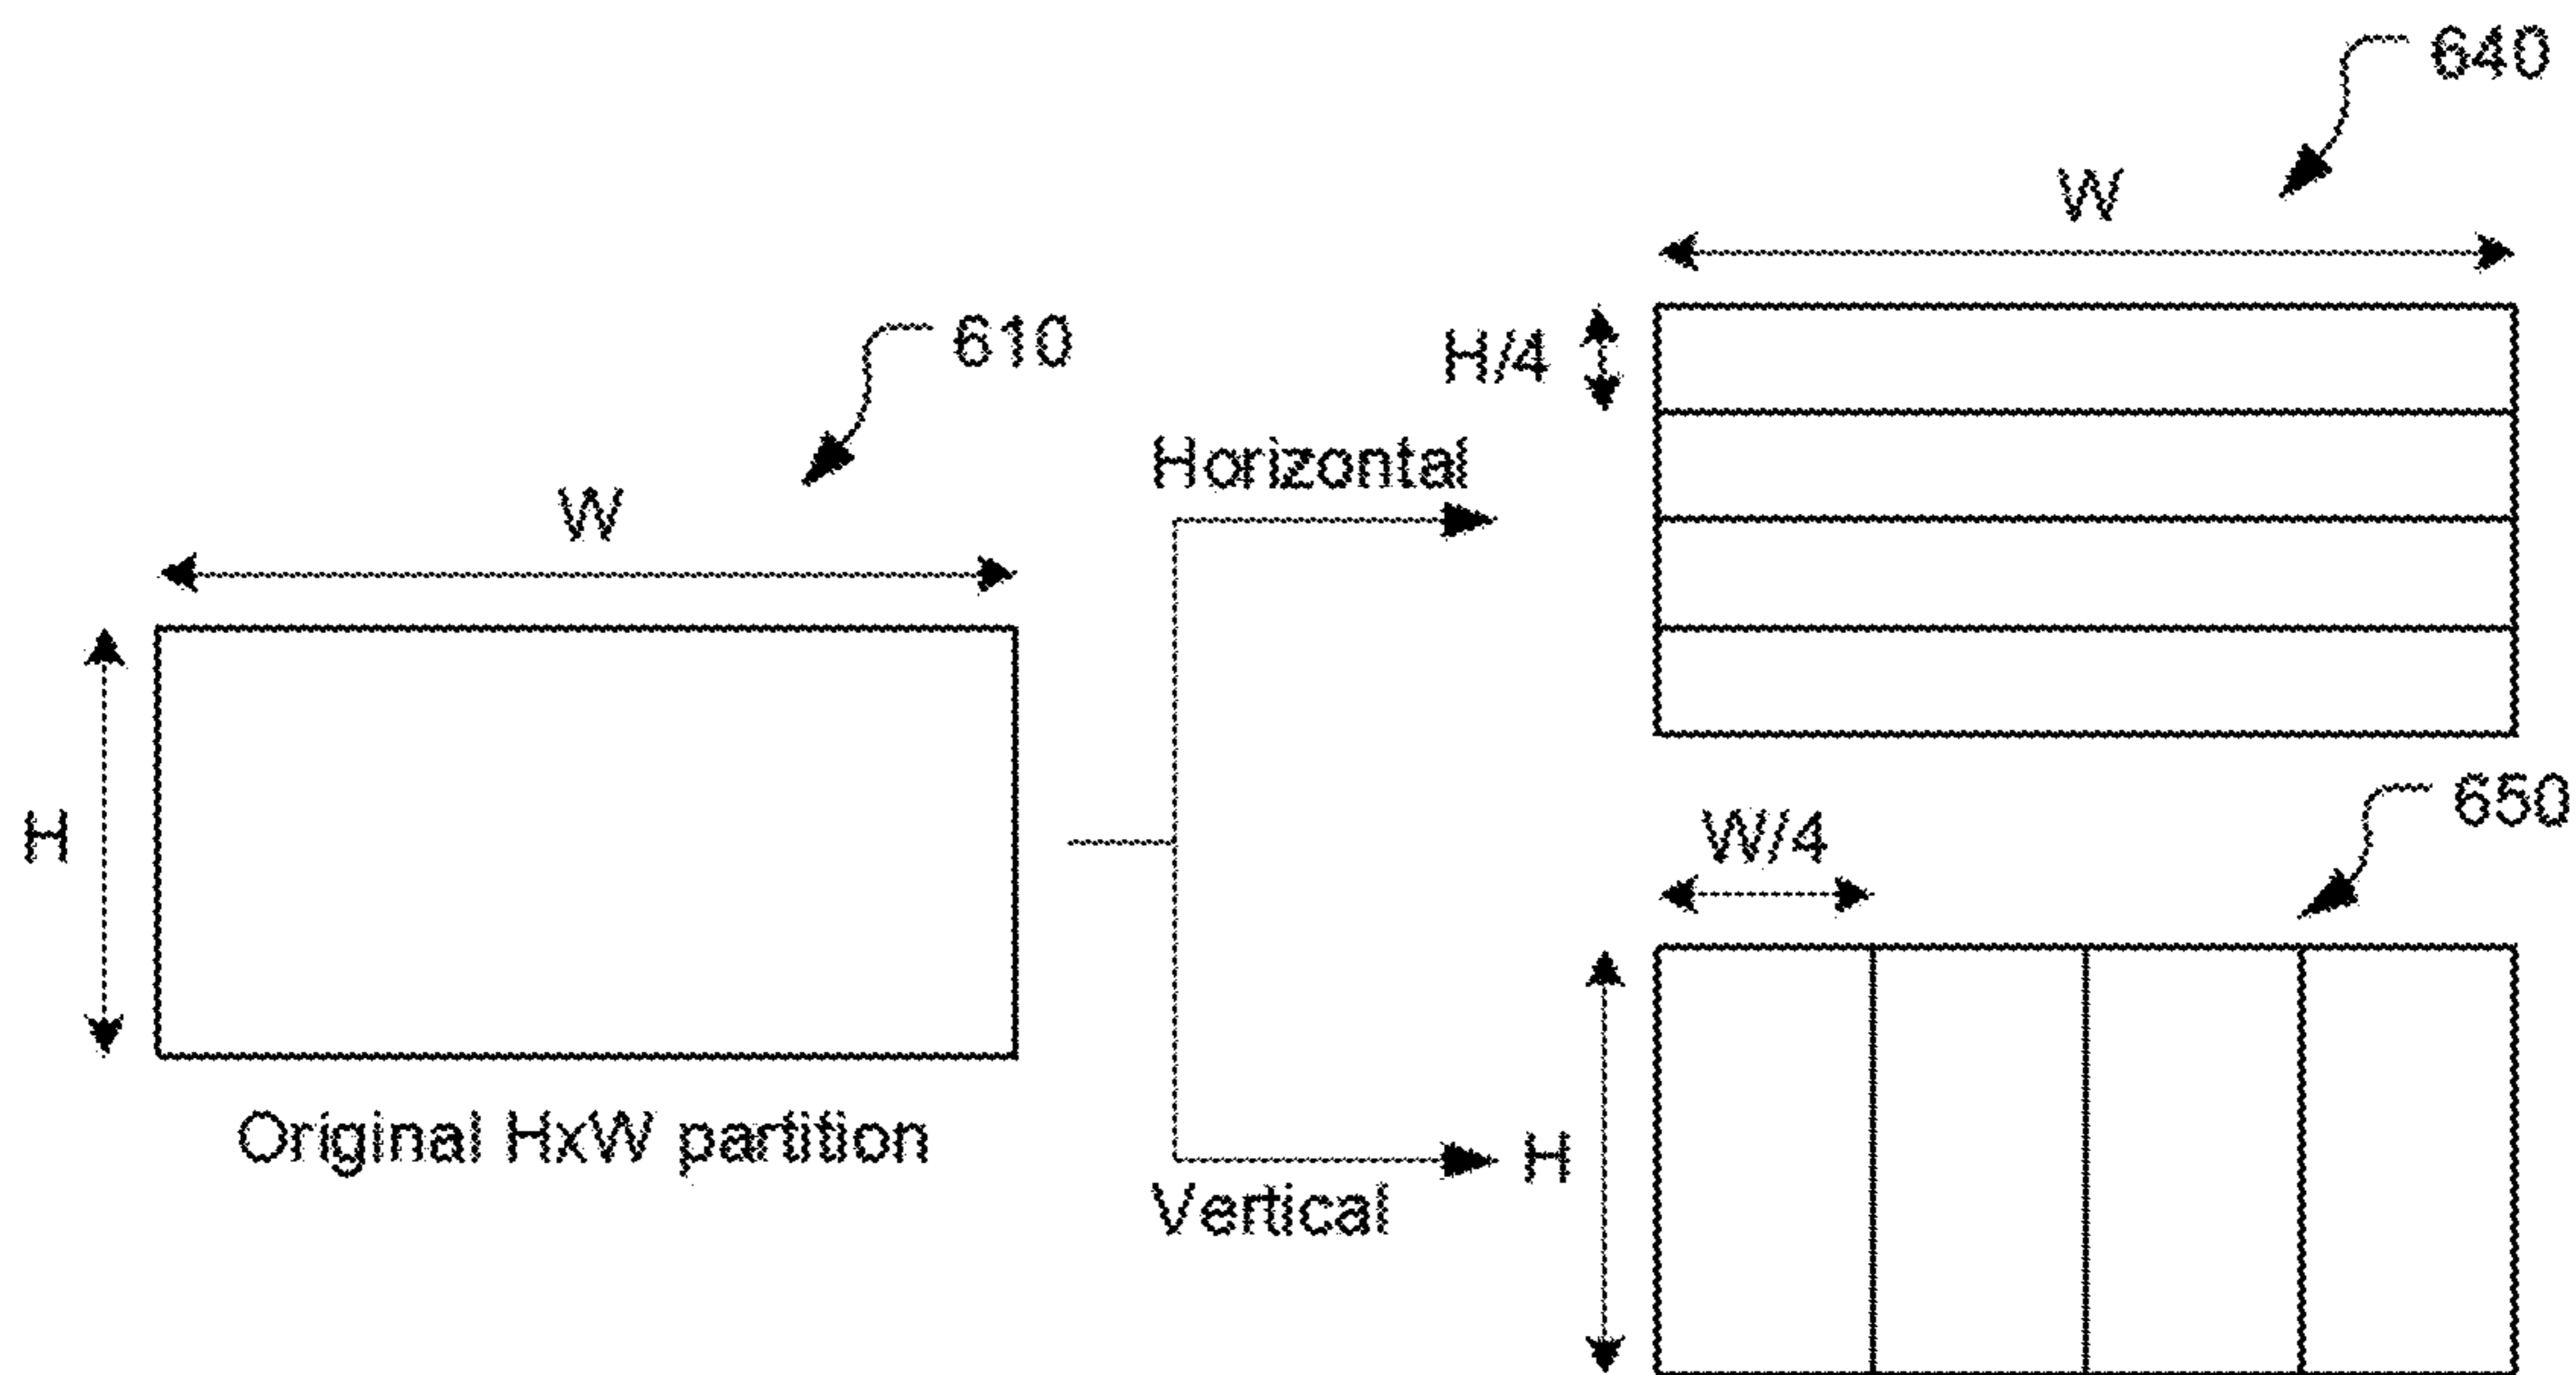 640
W
610
H/4
Horizontal
W
650
W/4
H
Original HxW partition
H
Vertical